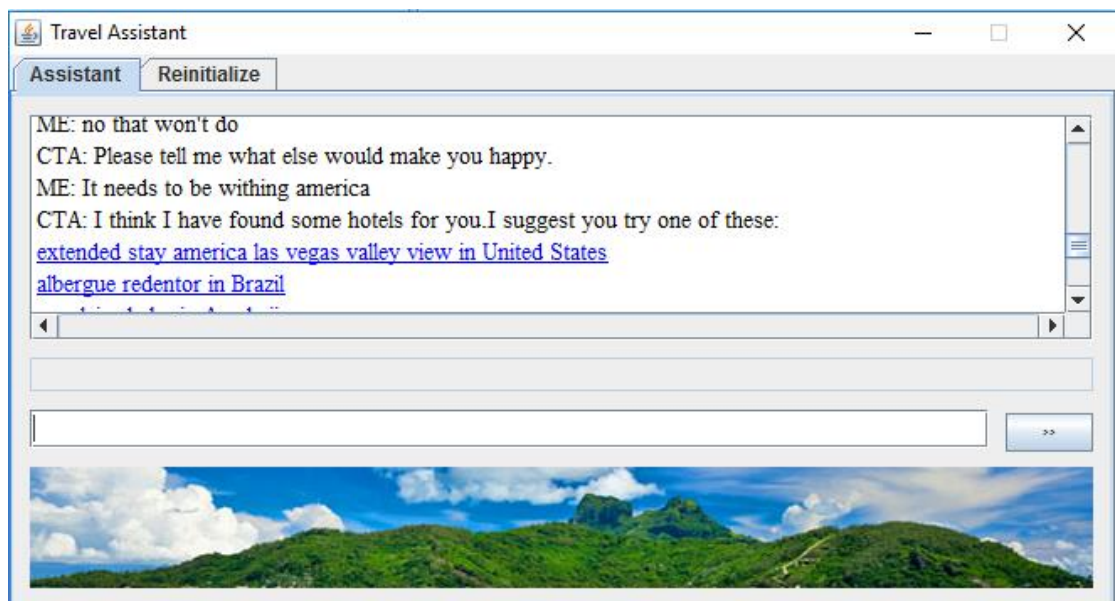 Travel Assistant
Assistant Reinitialize
ME: no that won't do
CTA: Please tell me what else would make you happy.
ME: It needs to be withing america
CTA: I think I have found some hotels for you.I suggest you try one of these:
extended stay america las vegas valley view in United States
albergue redentor in Brazil
>>